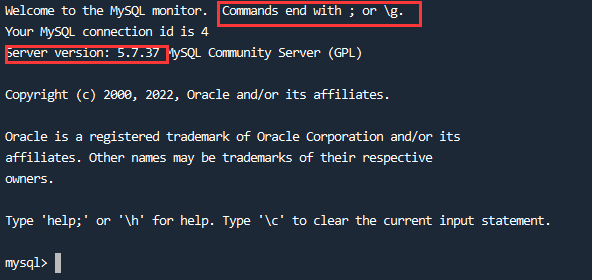 Welcome to the MySQL monitor.  Commands end with ; or \g.
Your MySQL connection id is 4
Server version: 5.7.37 MySQL Community Server (GPL)
Copyright (c) 2000, 2022, Oracle and/or its affiliates.
Oracle is a registered trademark of Oracle Corporation and/or its
affiliates. Other names may be trademarks of their respective
owners.
Type 'help;' or '\h' for help. Type '\c' to clear the current input statement.
mysql>